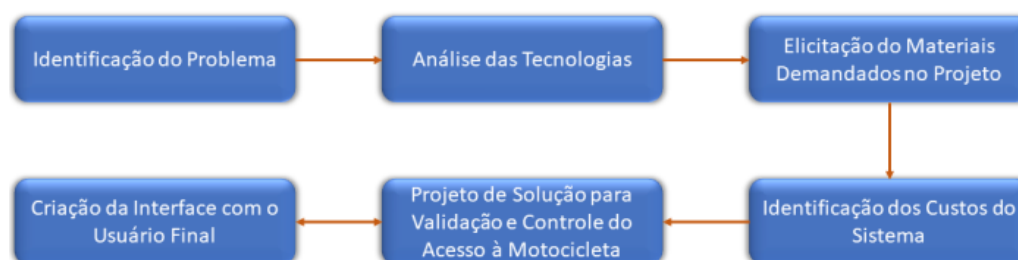 Identificação do Problema
Análise das Tecnologias
Elicitação do Materiais
Demandados no Projeto
Criação da Interface com o
Usuário Final
Projeto de Solução para
Validação e Controle do
Acesso à Motocicleta
Identificação dos Custos do
Sistema